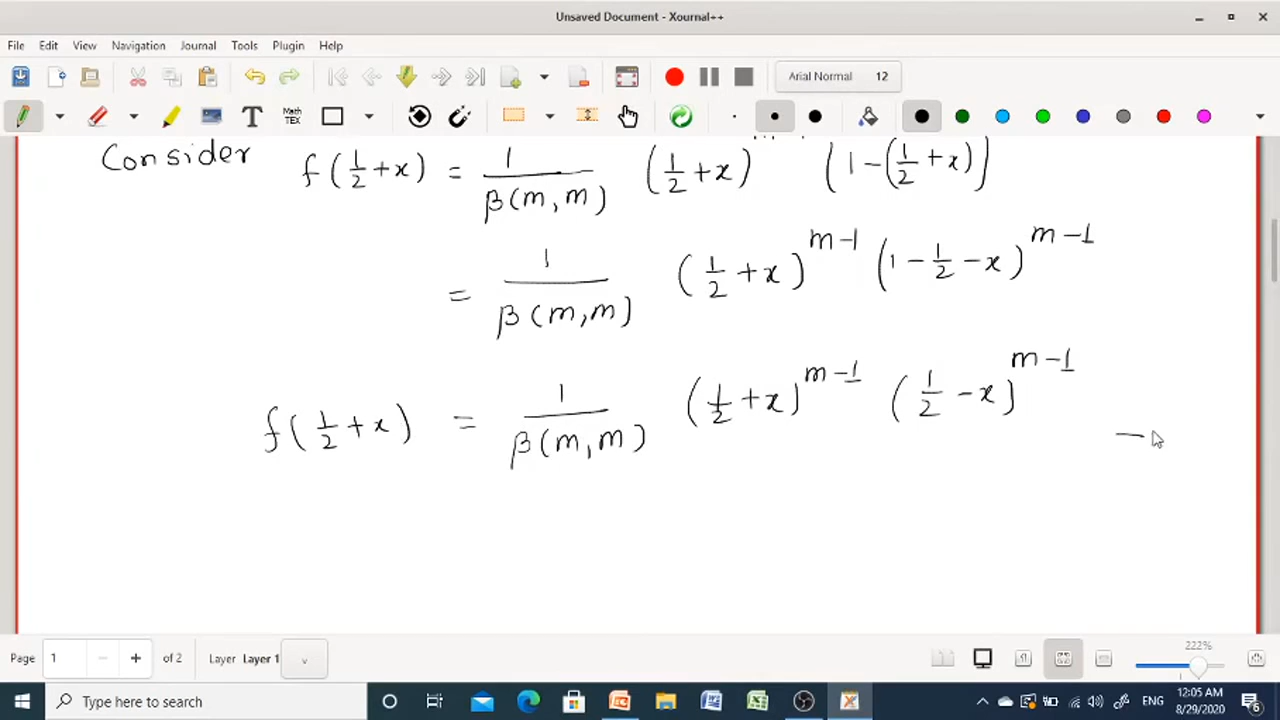 Unsaved Document - Xournal++
File Edit View Navigation Journal Tools Plugin Help
Arial Normal 12
T Math TEX
Consider f(1/2 + x) = 1/β(m, m) (1/2 + x) (1 - (1/2 + x))
= 1/β(m, m) (1/2 + x)^(m-1) (1 - 1/2 - x)^(m-1)
f(1/2 + x) = 1/β(m, m) (1/2 + x)^(m-1) (1/2 - x)^(m-1) —
Page 1 of 2 Layer Layer 1 222%
Type here to search ENG 12:05 AM 8/29/2020 6